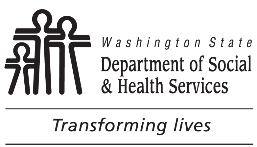 Washington State
Department of Social
& Health Services
Transforming lives